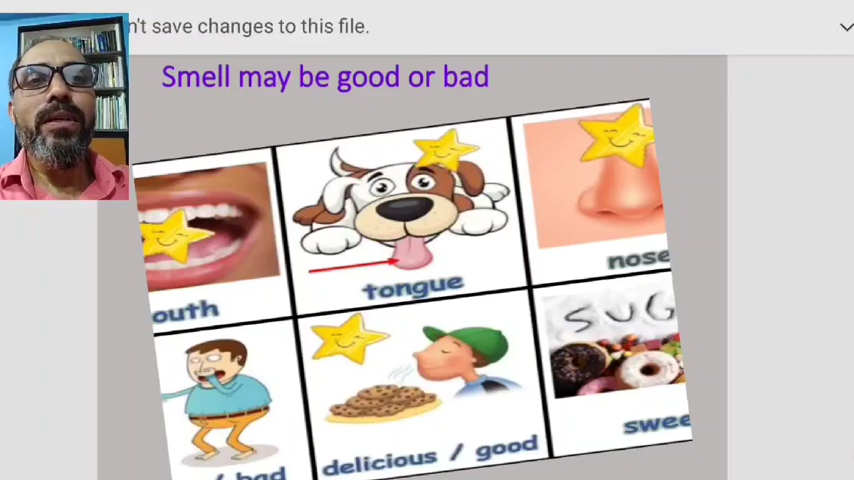 n't save changes to this file.
Smell may be good or bad
outh
tongue
nose
SUG
/ bad
delicious / good
swee